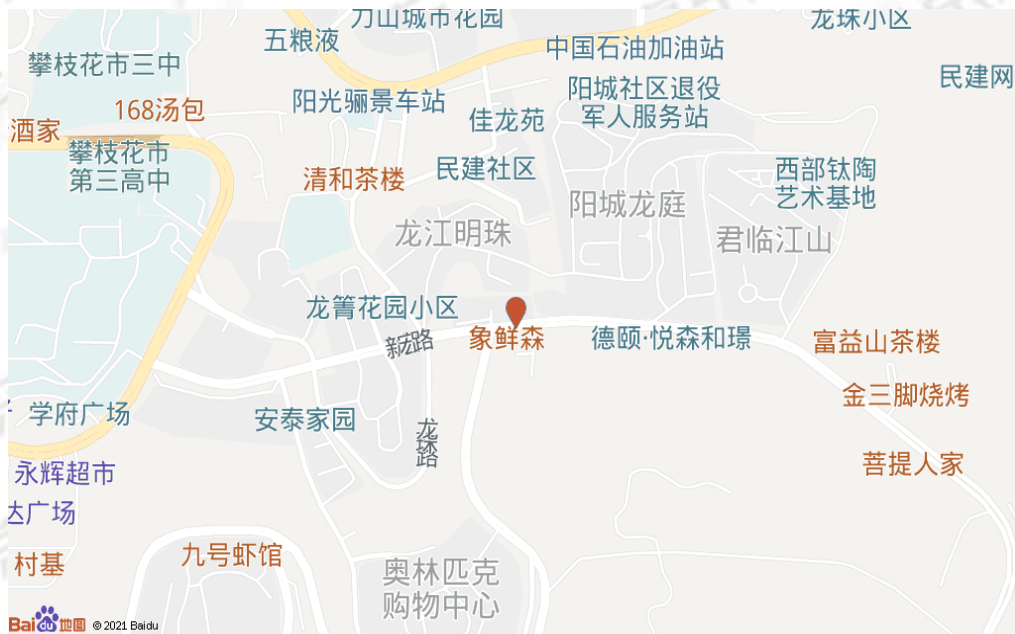 刀山城市花园
龙珠小区
五粮液
中国石油加油站
攀枝花市三中
民建网
阳城社区退役
军人服务站
阳光骊景车站
168汤包
佳龙苑
酒家
攀枝花市
第三高中
民建社区
西部钛陶
艺术基地
清和茶楼
阳城龙庭
龙江明珠
君临江山
龙箐花园小区
新宏路
象鲜森
德颐·悦森和璟
富益山茶楼
金三脚烧烤
学府广场
安泰家园
龙珠路
菩提人家
永辉超市
达广场
九号虾馆
村基
奥林匹克
购物中心
Bai du 地图 © 2021 Baidu